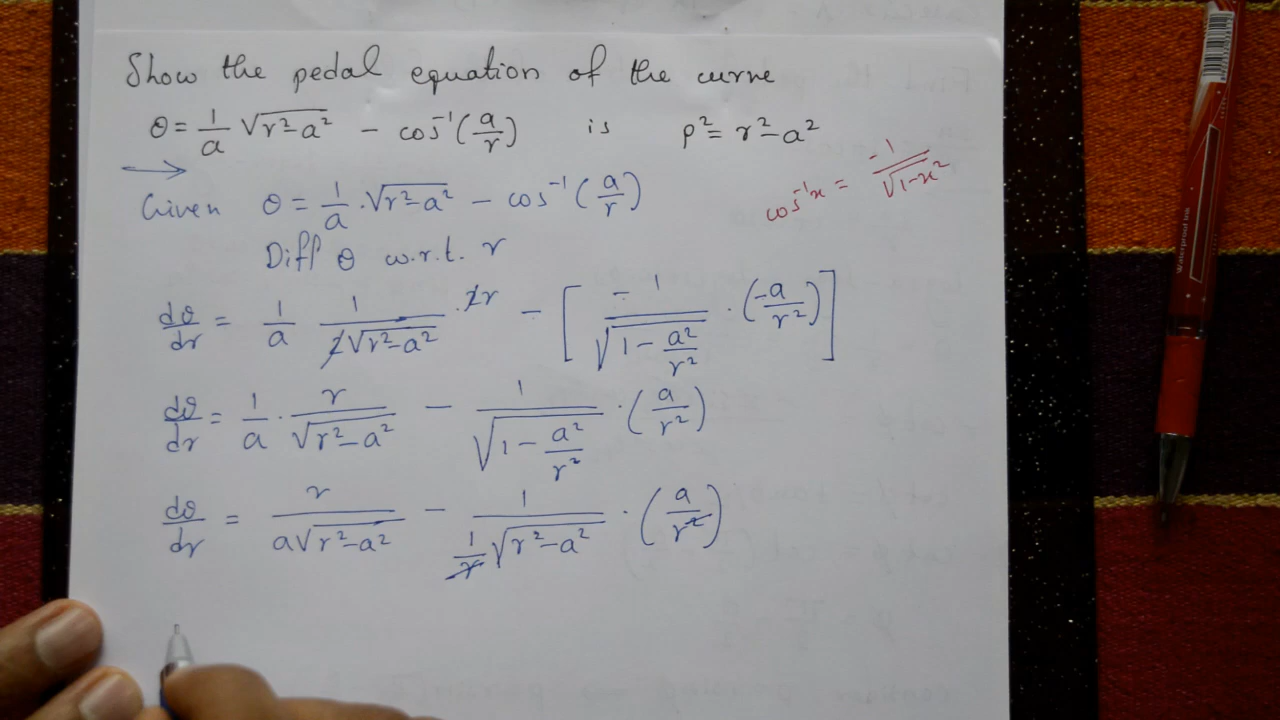 Show the pedal equation of the curve
θ = 1/a √(r²-a²) - cos⁻¹(a/r) is p² = r²-a²
→ Given θ = 1/a . √(r²-a²) - cos⁻¹(a/r)
cos⁻¹x = -1/√(1-x²)
Diff θ w.r.t. r
dθ/dr = 1/a 1/(2√(r²-a²)) . 2r - [ -1/√(1 - a²/r²) . (-a/r²) ]
dθ/dr = 1/a . r/√(r²-a²) - 1/√(1 - a²/r²) . (a/r²)
dθ/dr = r/(a√(r²-a²)) - 1/(1/r √(r²-a²)) . (a/r²)
Waterproof Ink